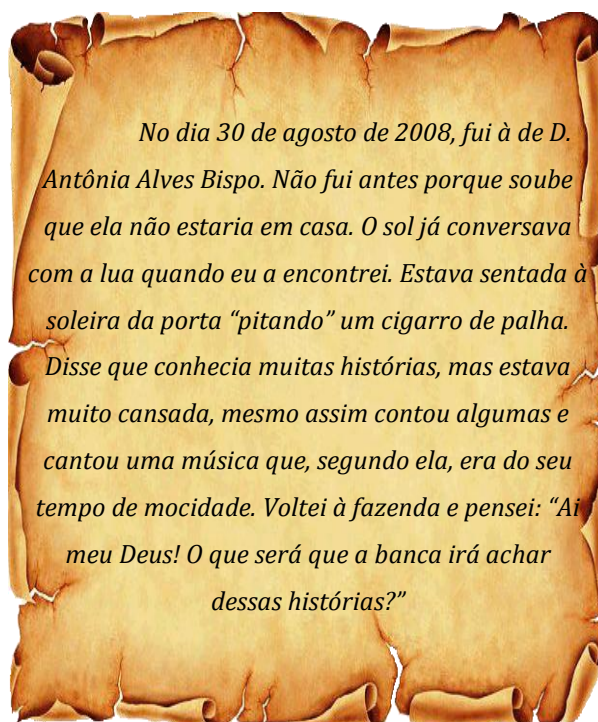 No dia 30 de agosto de 2008, fui à de D.
Antônia Alves Bispo. Não fui antes porque soube
que ela não estaria em casa. O sol já conversava
com a lua quando eu a encontrei. Estava sentada à
soleira da porta “pitando” um cigarro de palha.
Disse que conhecia muitas histórias, mas estava
muito cansada, mesmo assim contou algumas e
cantou uma música que, segundo ela, era do seu
tempo de mocidade. Voltei à fazenda e pensei: “Ai
meu Deus! O que será que a banca irá achar
dessas histórias?”